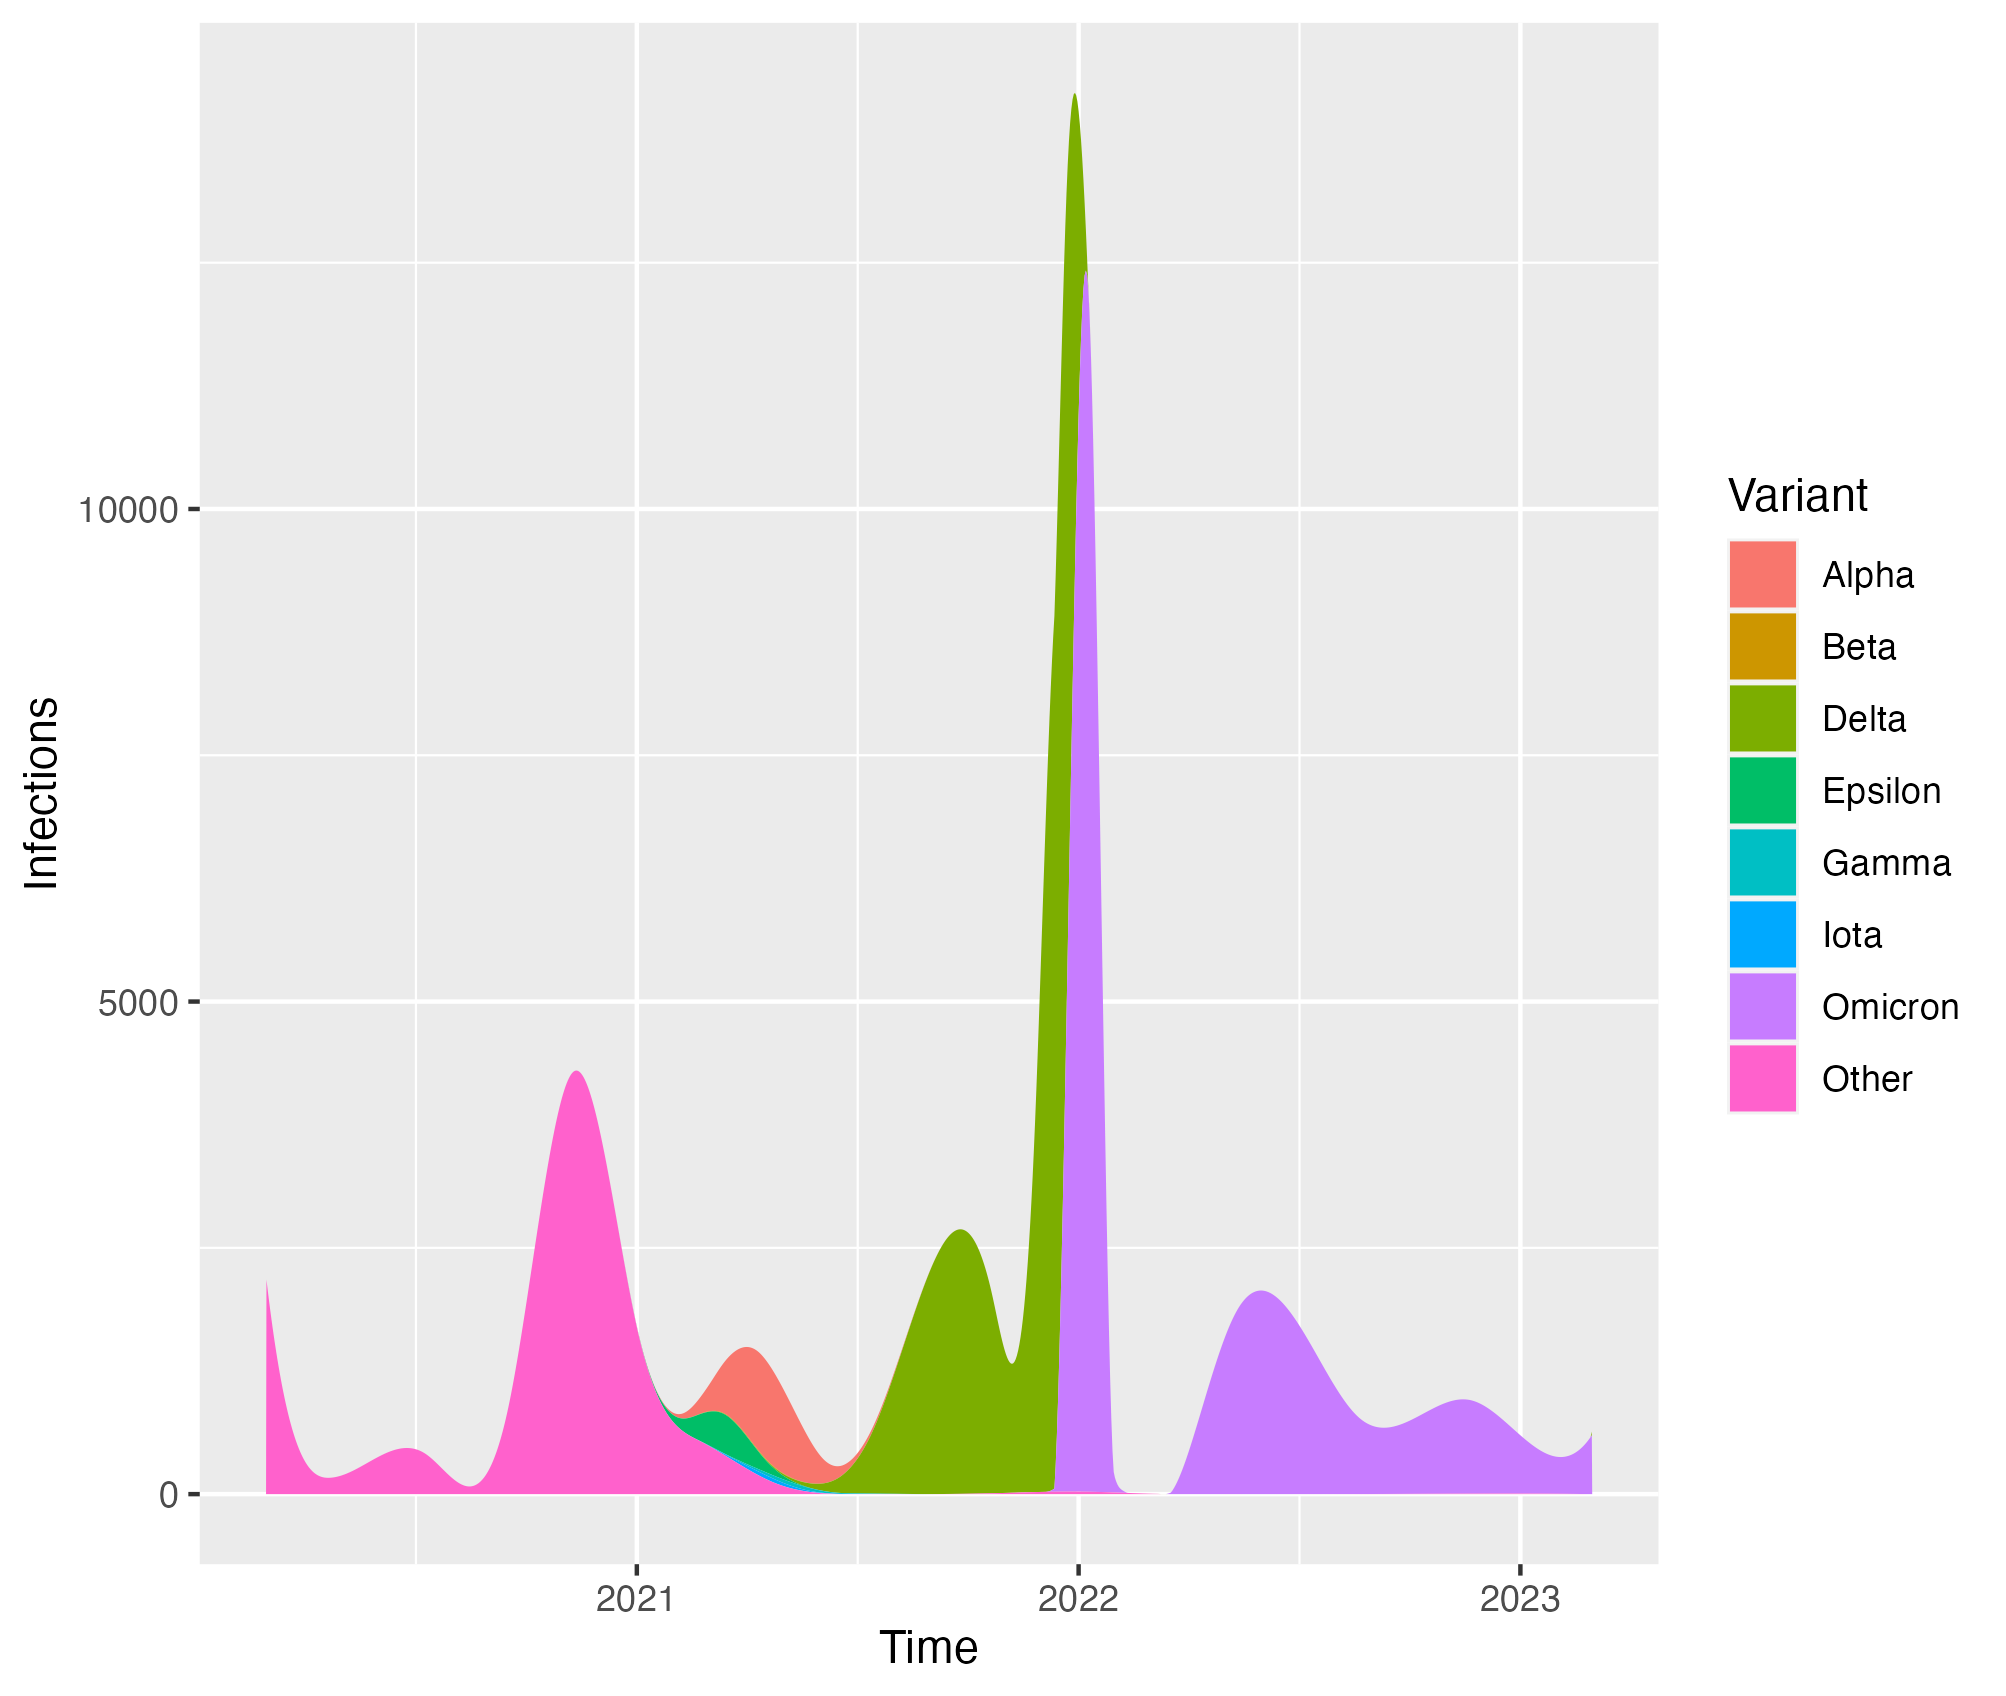 Infections
10000
5000
0
2021
2022
2023
Time
Variant
Alpha
Beta
Delta
Epsilon
Gamma
Iota
Omicron
Other